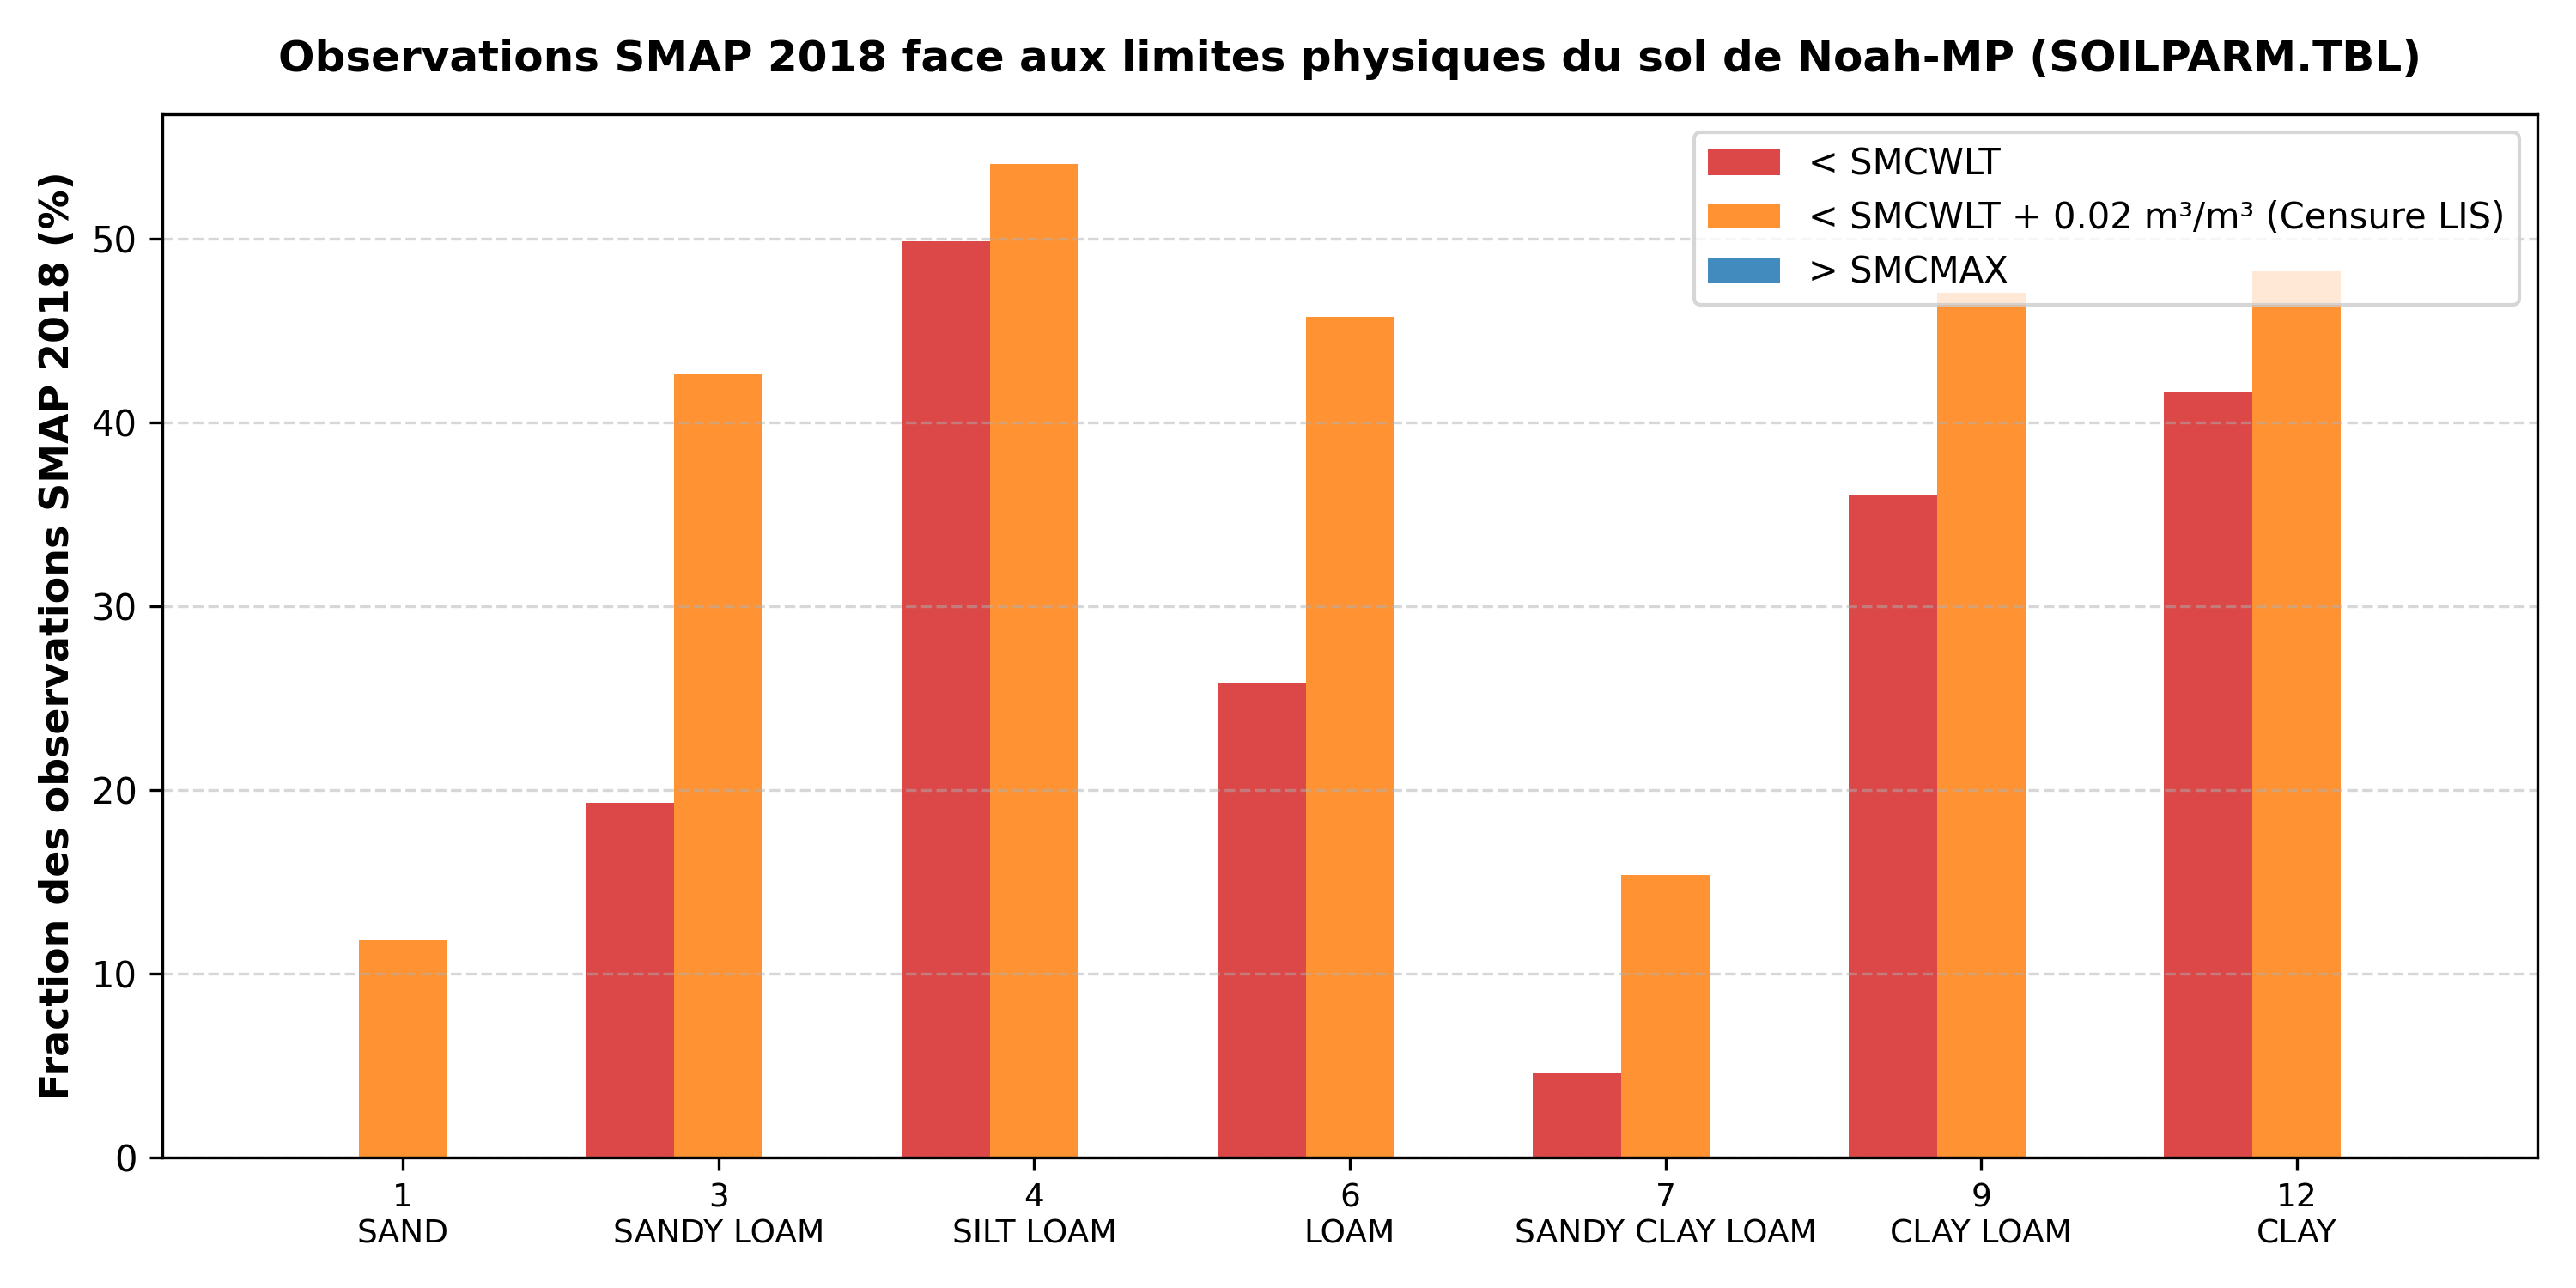 Observations SMAP 2018 face aux limites physiques du sol de Noah-MP (SOILPARM.TBL)
Fraction des observations SMAP 2018 (%)
50
40
30
20
10
0
< SMCWLT
< SMCWLT + 0.02 m³/m³ (Censure LIS)
> SMCMAX
1 3 4 6 7 9 12
SAND SANDY LOAM SILT LOAM LOAM SANDY CLAY LOAM CLAY LOAM CLAY